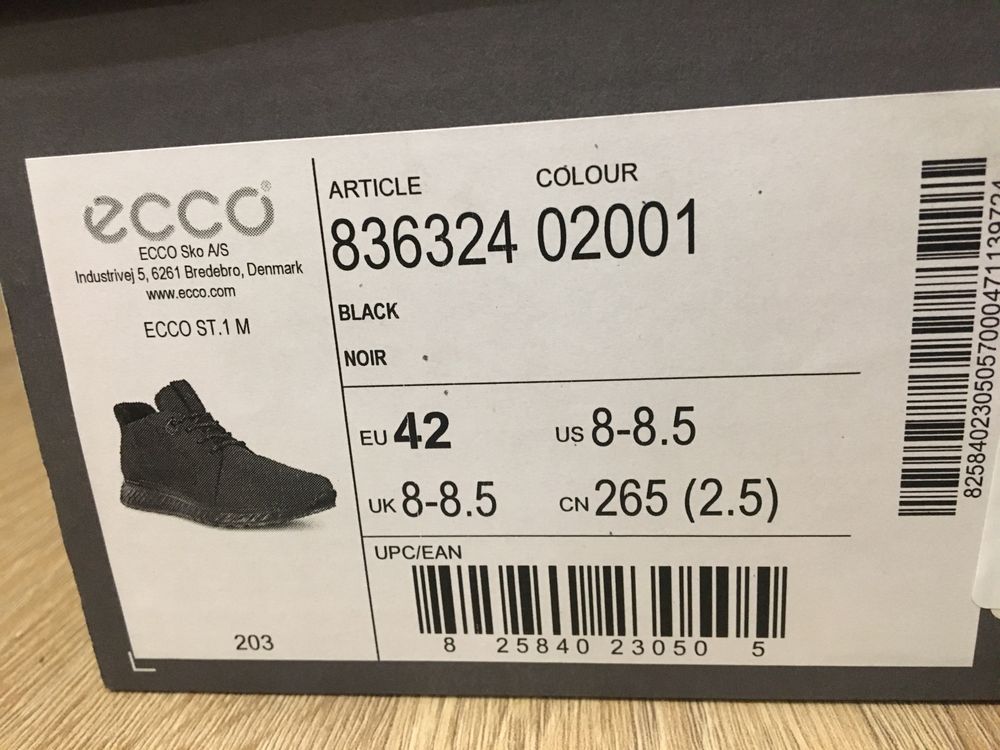 ecco®
ECCO Sko A/S
Industrivej 5, 6261 Bredebro, Denmark
www.ecco.com
ECCO ST.1 M
203
ARTICLE COLOUR
836324 02001
BLACK
NOIR
EU 42 US 8-8.5
UK 8-8.5 CN 265 (2.5)
UPC/EAN
8 25840 23050 5
825840230505700047113972